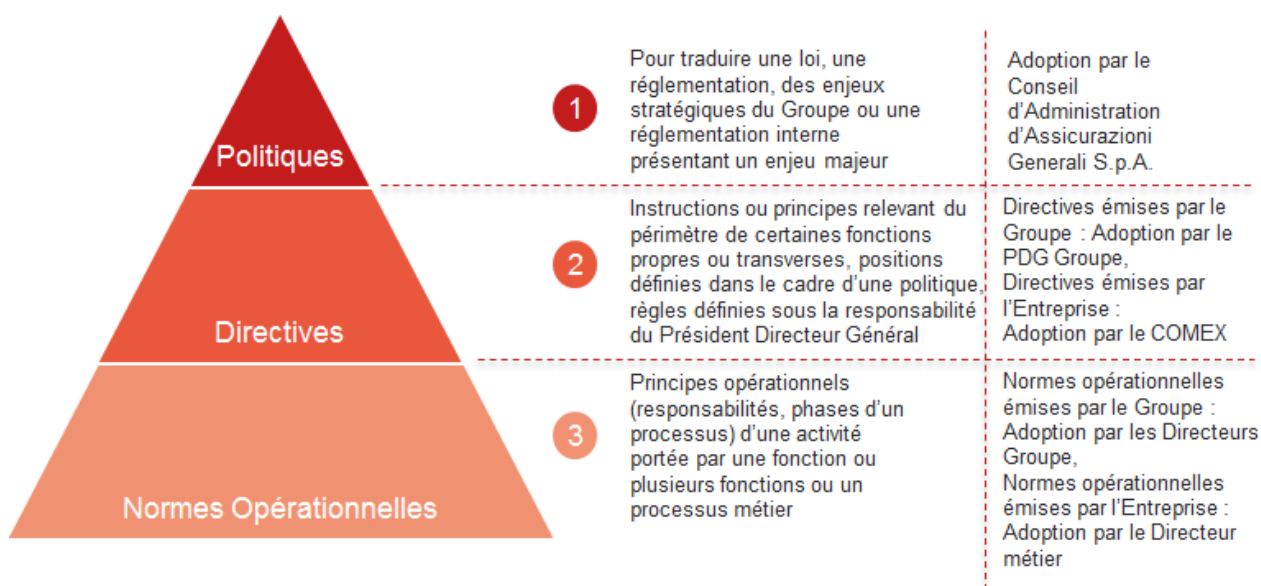 Politiques
1
Pour traduire une loi, une
réglementation, des enjeux
stratégiques du Groupe ou une
réglementation interne
présentant un enjeu majeur
Adoption par le
Conseil
d'Administration
d'Assicurazioni
Generali S.p.A.
Directives
2
Instructions ou principes relevant du
périmètre de certaines fonctions
propres ou transverses, positions
définies dans le cadre d'une politique,
règles définies sous la responsabilité
du Président Directeur Général
Directives émises par le
Groupe : Adoption par le
PDG Groupe,
Directives émises par
l'Entreprise :
Adoption par le COMEX
Normes Opérationnelles
3
Principes opérationnels
(responsabilités, phases d'un
processus) d'une activité
portée par une fonction ou
plusieurs fonctions ou un
processus métier
Normes opérationnelles
émises par le Groupe :
Adoption par les Directeurs
Groupe,
Normes opérationnelles
émises par l'Entreprise :
Adoption par le Directeur
métier